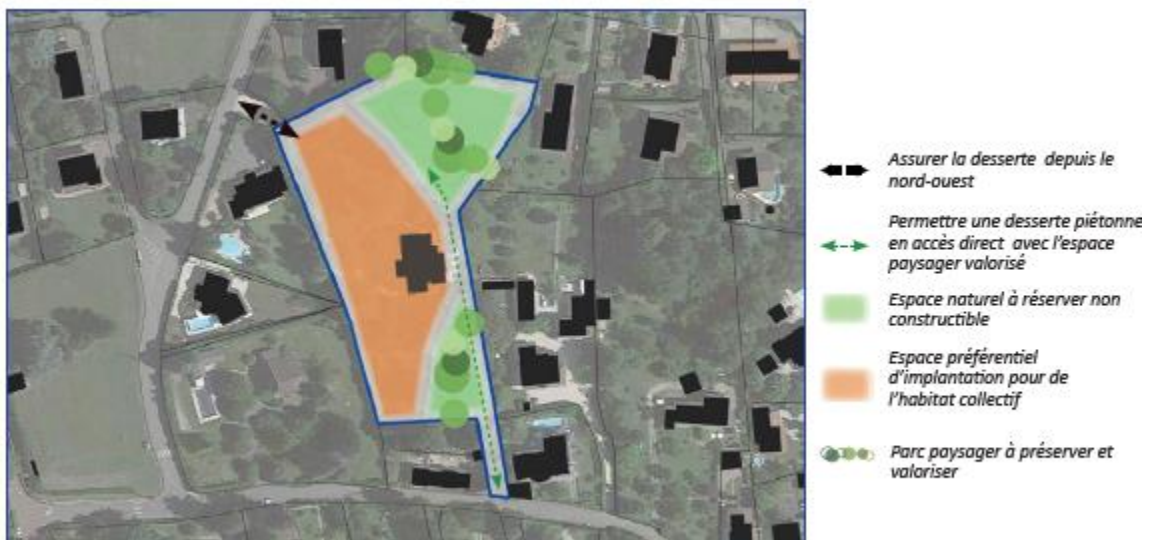 Assurer la desserte depuis le
nord-ouest
Permettre une desserte piétonne
en accès direct avec l'espace
paysager valorisé
Espace naturel à réserver non
constructible
Espace préférentiel
d'implantation pour de
l'habitat collectif
Parc paysager à préserver et
valoriser